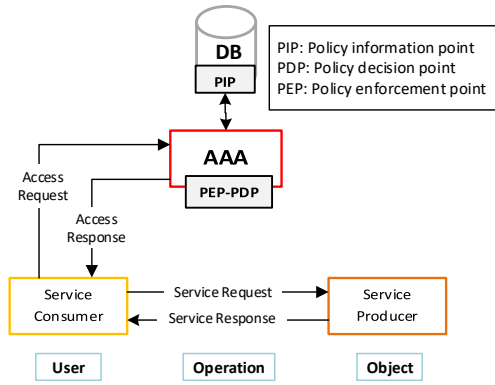 DB
PIP
PIP: Policy information point
PDP: Policy decision point
PEP: Policy enforcement point
AAA
PEP-PDP
Access
Request
Access
Response
Service
Consumer
Service Request
Service Response
Service
Producer
User
Operation
Object